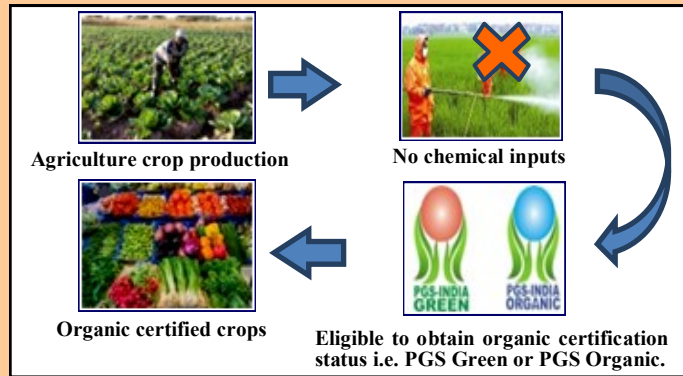 Agriculture crop production
No chemical inputs
PGS-INDIA
GREEN
PGS-INDIA
ORGANIC
Eligible to obtain organic certification
status i.e. PGS Green or PGS Organic.
Organic certified crops